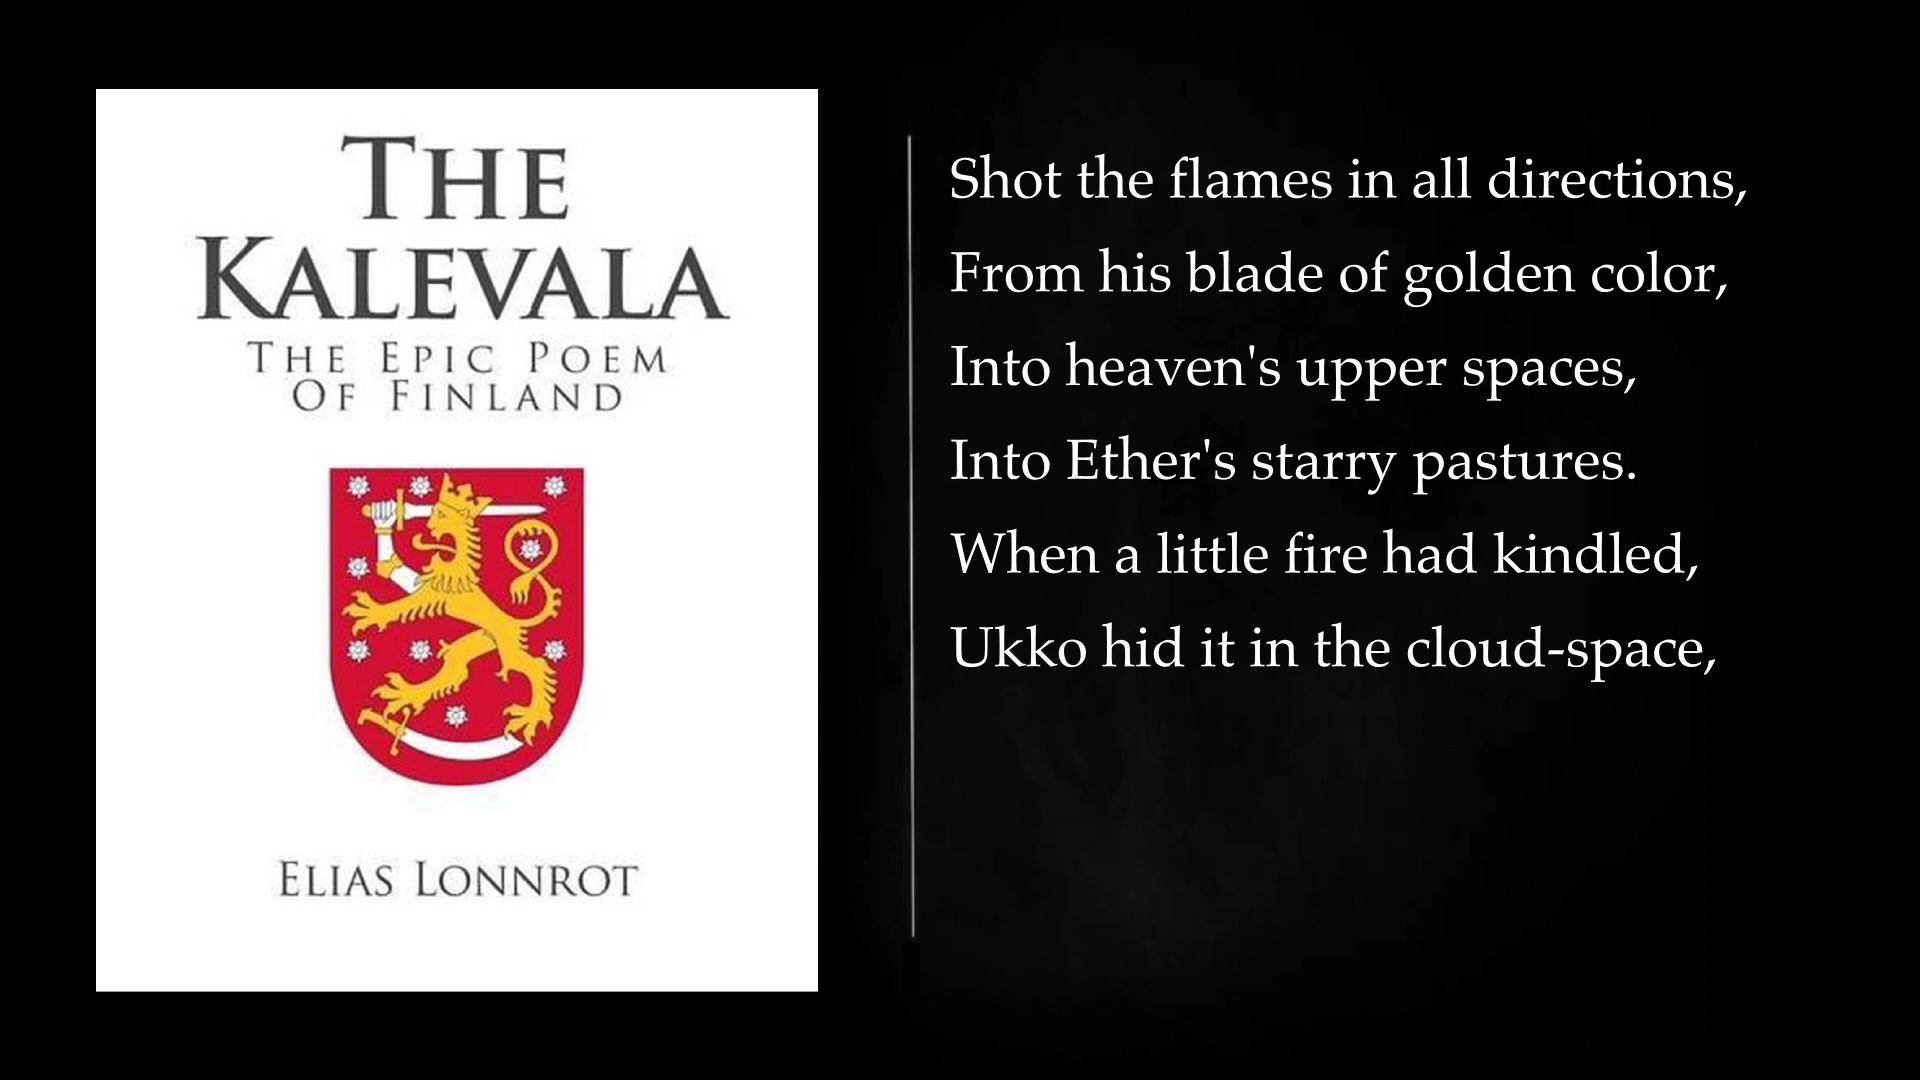 THE
KALEVALA
THE EPIC POEM
OF FINLAND
ELIAS LONNROT
Shot the flames in all directions,
From his blade of golden color,
Into heaven's upper spaces,
Into Ether's starry pastures.
When a little fire had kindled,
Ukko hid it in the cloud-space,